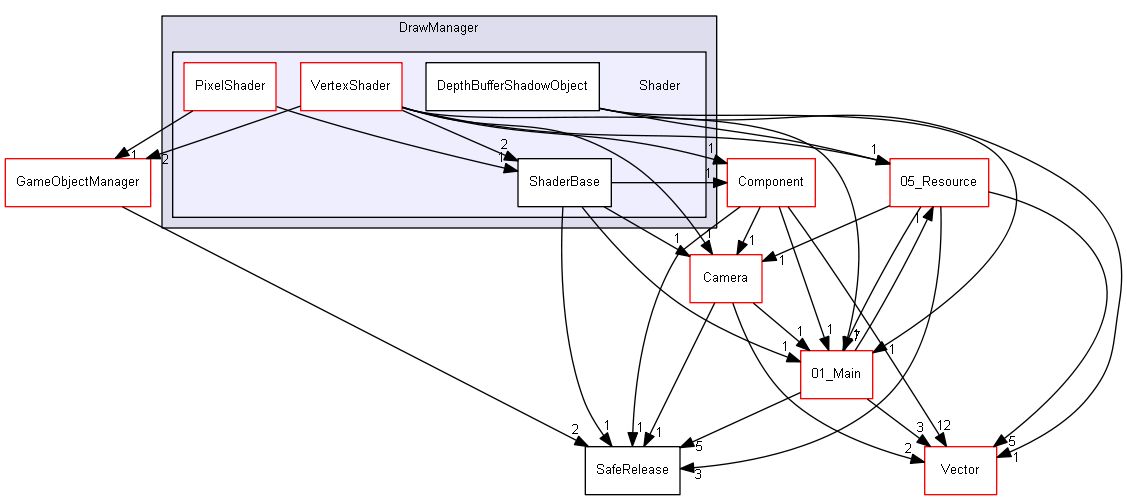 DrawManager
PixelShader
VertexShader
DepthBufferShadowObject
Shader
2
1
1
1
1
2
GameObjectManager
ShaderBase
1
Component
05_Resource
1
1
1
1
1
Camera
1
1
1
7
1
1
01_Main
2
1
1
1
5
3
2
12
5
1
3
SafeRelease
Vector